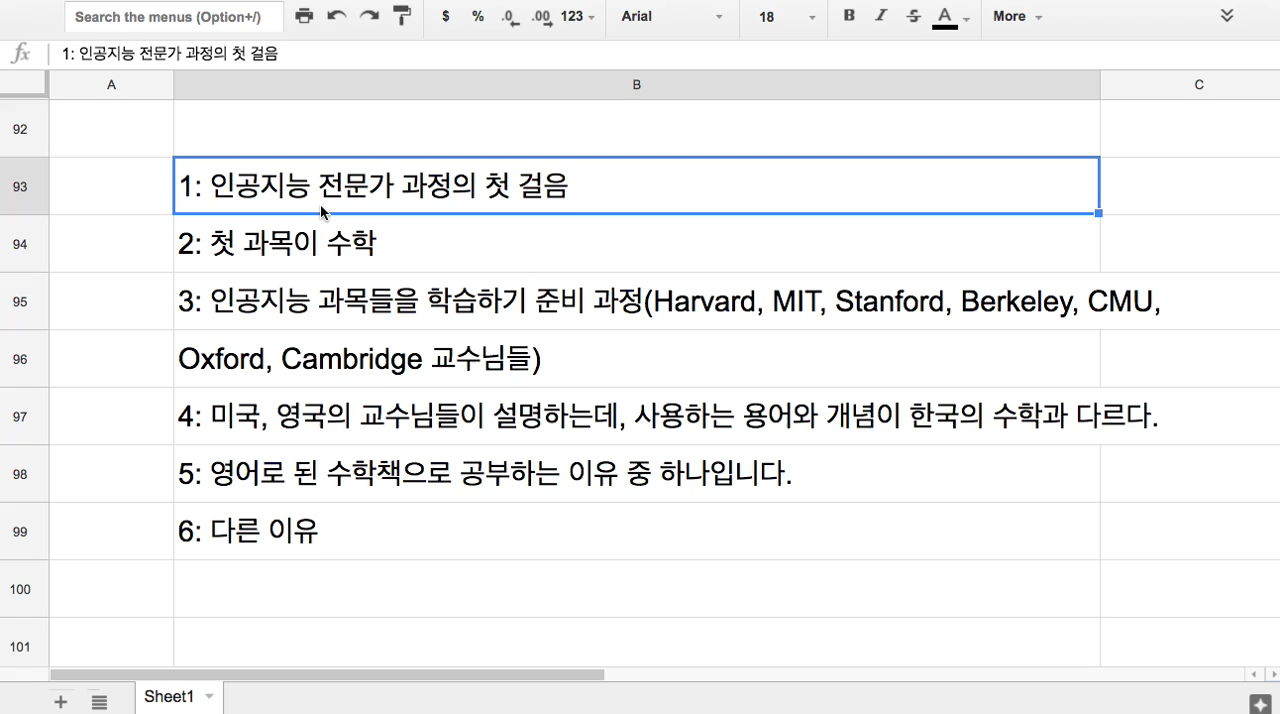 Search the menus (Option+/)
$ % .0 .00 123 Arial 18 B I S A More
fx 1: 인공지능 전문가 과정의 첫 걸음
A B C
92
93 1: 인공지능 전문가 과정의 첫 걸음
94 2: 첫 과목이 수학
95 3: 인공지능 과목들을 학습하기 준비 과정(Harvard, MIT, Stanford, Berkeley, CMU,
96 Oxford, Cambridge 교수님들)
97 4: 미국, 영국의 교수님들이 설명하는데, 사용하는 용어와 개념이 한국의 수학과 다르다.
98 5: 영어로 된 수학책으로 공부하는 이유 중 하나입니다.
99 6: 다른 이유
100
101
Sheet1